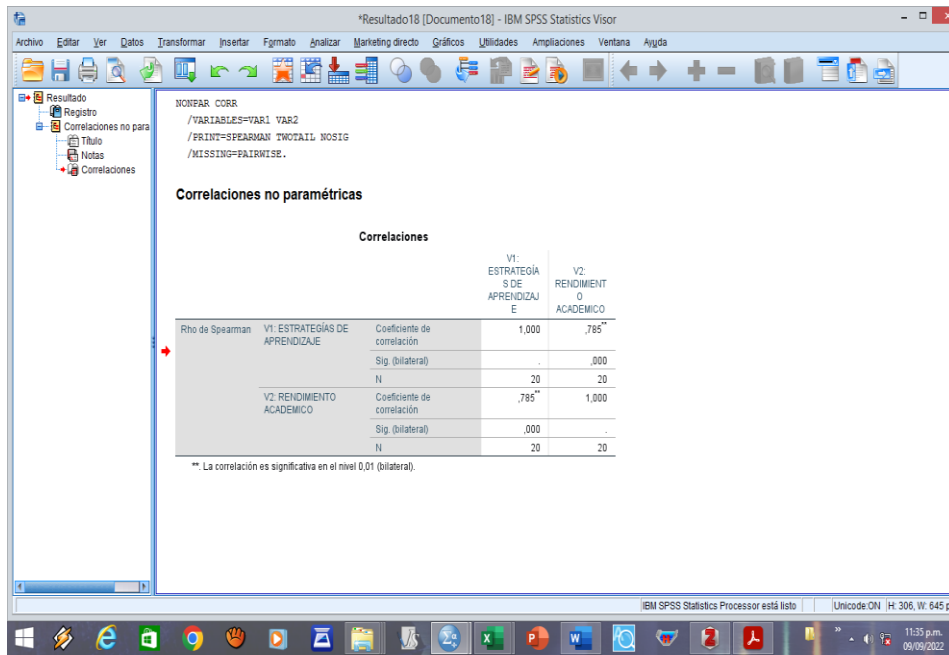 *Resultado18 [Documento18] - IBM SPSS Statistics Visor
Archivo Editar Ver Datos Transformar Insertar Formato Analizar Marketing directo Gráficos Utilidades Ampliaciones Ventana Ayuda
Resultado
Registro
Correlaciones no para
Título
Notas
Correlaciones
NONPAR CORR
/VARIABLES=VAR1 VAR2
/PRINT=SPEARMAN TWOTAIL NOSIG
/MISSING=PAIRWISE.
Correlaciones no paramétricas
Correlaciones
V1:
ESTRATEGÍA
S DE
APRENDIZAJ
E
V2:
RENDIMIENT
O
ACADEMICO
Rho de Spearman V1: ESTRATEGÍAS DE
APRENDIZAJE
Coeficiente de
correlación
1,000 ,785**
Sig. (bilateral) . ,000
N 20 20
V2: RENDIMIENTO
ACADEMICO
Coeficiente de
correlación
,785** 1,000
Sig. (bilateral) ,000 .
N 20 20
**. La correlación es significativa en el nivel 0,01 (bilateral).
IBM SPSS Statistics Processor está listo Unicode:ON H: 306, W: 645 p
11:35 p.m.
09/09/2022